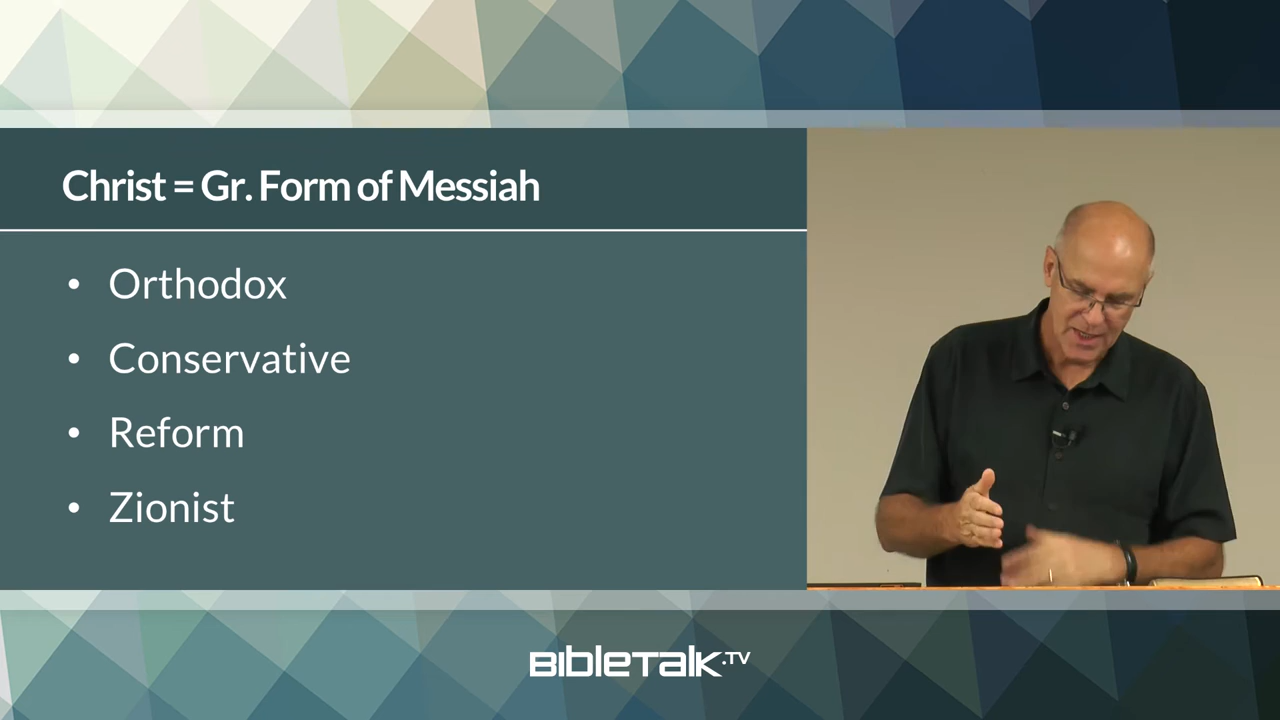 Christ = Gr. Form of Messiah
• Orthodox
• Conservative
• Reform
• Zionist
BIBLETALK.TV